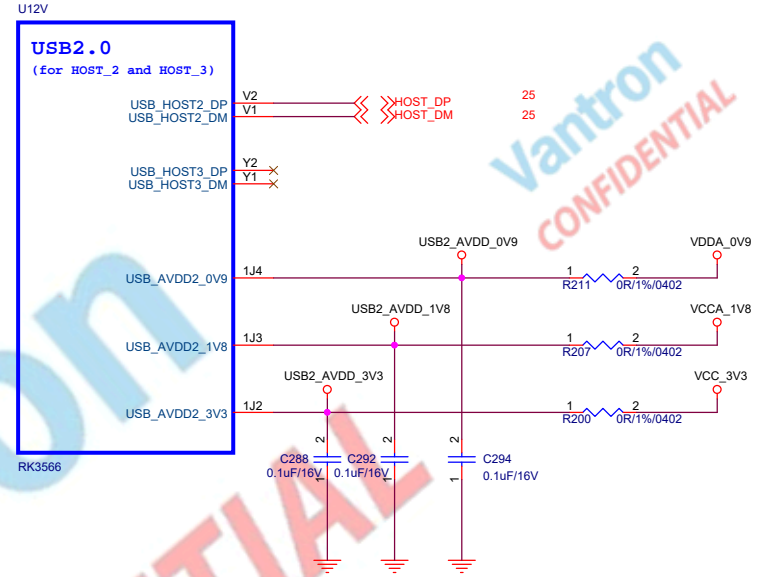 U12V
USB2.0
(for HOST_2 and HOST_3)
USB_HOST2_DP V2 HOST_DP 25
USB_HOST2_DM V1 HOST_DM 25
USB_HOST3_DP Y2
USB_HOST3_DM Y1
Vantron
CONFIDENTIAL
USB2_AVDD_0V9 VDDA_0V9
USB_AVDD2_0V9 1J4 1 2
R211 0R/1%/0402
USB2_AVDD_1V8 VCCA_1V8
USB_AVDD2_1V8 1J3 1 2
R207 0R/1%/0402
USB2_AVDD_3V3 VCC_3V3
USB_AVDD2_3V3 1J2 1 2
R200 0R/1%/0402
2 2 2
C288 C292 C294
0.1uF/16V 0.1uF/16V 0.1uF/16V
1 1 1
RK3566
on
TIAL